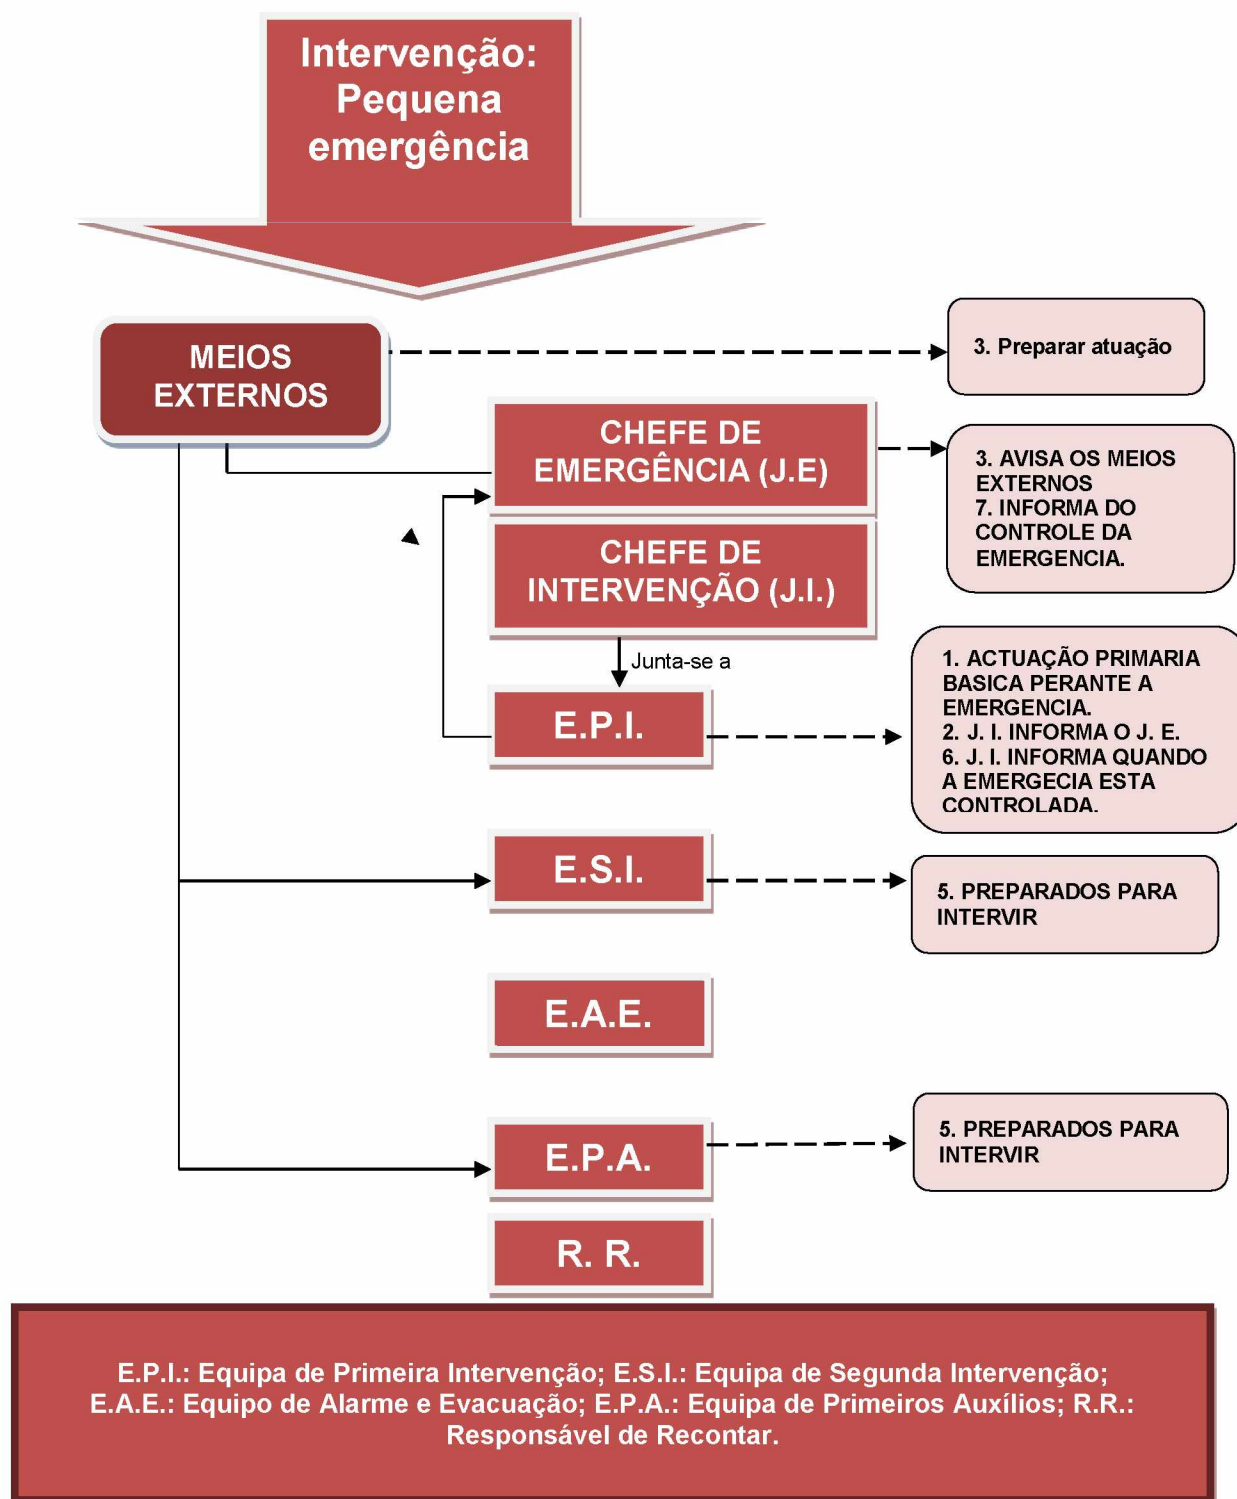 Intervenção:
Pequena
emergência
MEIOS
EXTERNOS
3. Preparar atuação
CHEFE DE
EMERGÊNCIA (J.E)
3. AVISA OS MEIOS
EXTERNOS
7. INFORMA DO
CONTROLE DA
EMERGENCIA.
CHEFE DE
INTERVENÇÃO (J.I.)
Junta-se a
E.P.I.
1. ACTUAÇÃO PRIMARIA
BASICA PERANTE A
EMERGENCIA.
2. J. I. INFORMA O J. E.
6. J. I. INFORMA QUANDO
A EMERGECIA ESTA
CONTROLADA.
E.S.I.
5. PREPARADOS PARA
INTERVIR
E.A.E.
E.P.A.
5. PREPARADOS PARA
INTERVIR
R. R.
E.P.I.: Equipa de Primeira Intervenção; E.S.I.: Equipa de Segunda Intervenção;
E.A.E.: Equipo de Alarme e Evacuação; E.P.A.: Equipa de Primeiros Auxílios; R.R.:
Responsável de Recontar.